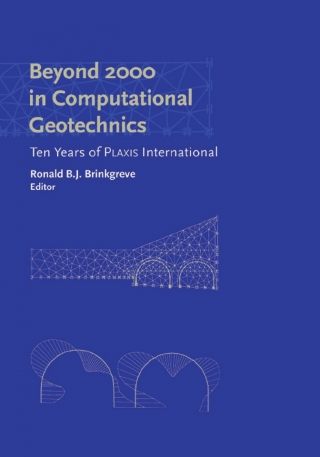 Beyond 2000
in Computational
Geotechnics
Ten Years of PLAXIS International
Ronald B.J. Brinkgreve
Editor